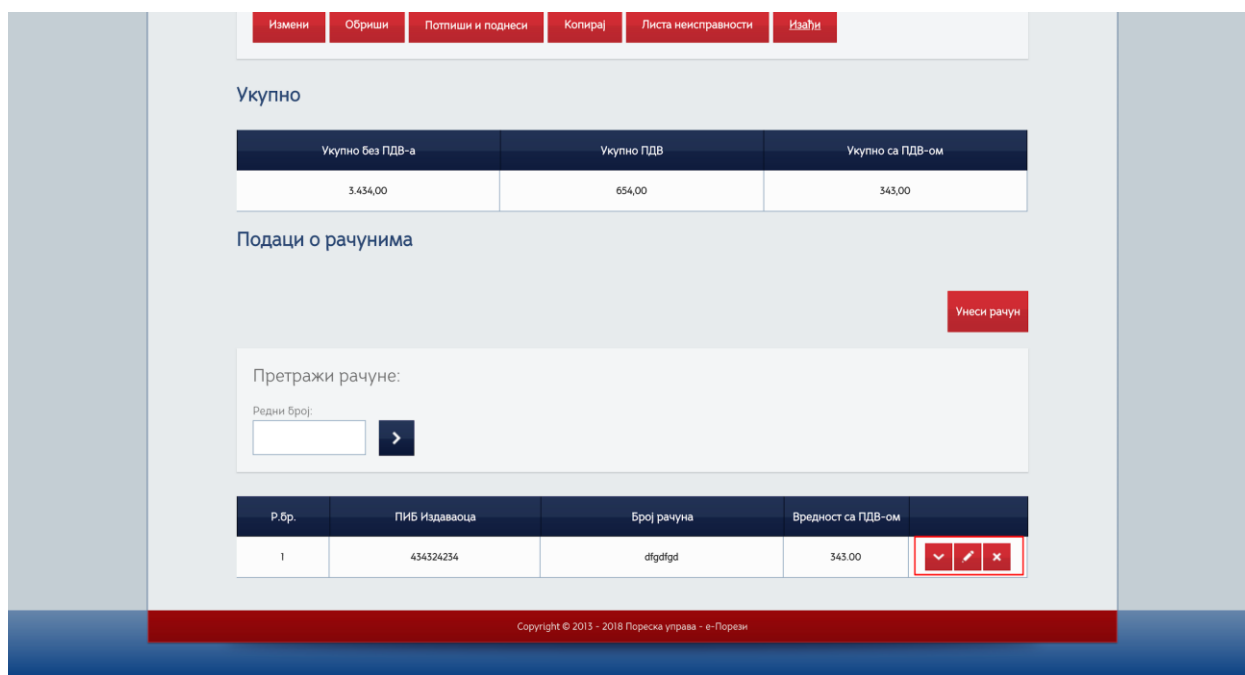 Измени Обриши Потпиши и поднеси Копирај Листа неисправности Изађи
Укупно
Укупно без ПДВ-а Укупно ПДВ Укупно са ПДВ-ом
3.434,00 654,00 343,00
Подаци о рачунима
Унеси рачун
Претражи рачуне:
Редни број:
Р.бр. ПИБ Издаваоца Број рачуна Вредност са ПДВ-ом
1 434324234 dfgdfgd 343.00
Copyright © 2013 - 2018 Пореска управа - е-Порези